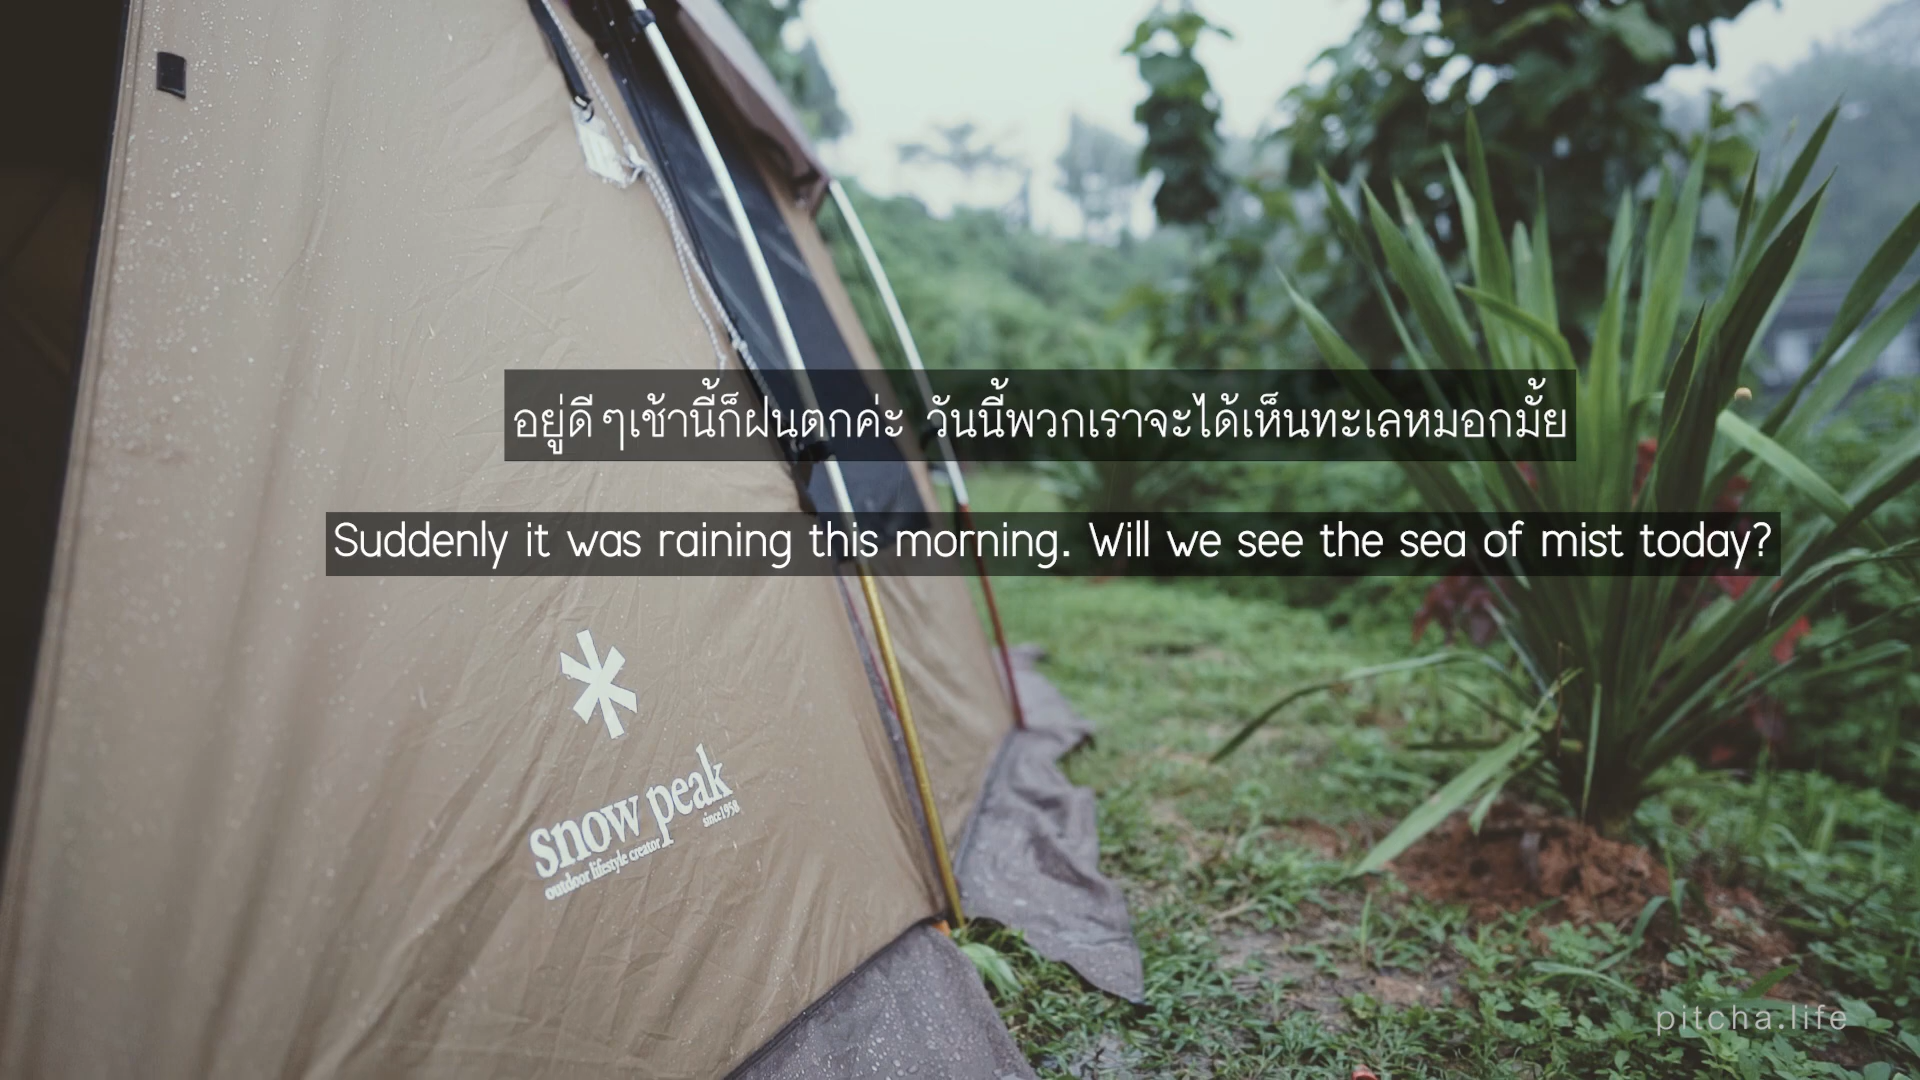 อยู่ดีๆเช้านี้ก็ฝนตกค่ะ วันนี้พวกเราจะได้เห็นทะเลหมอกมั้ย
Suddenly it was raining this morning. Will we see the sea of mist today?
snow peak
since1958
outdoor lifestyle creator
pitcha.life